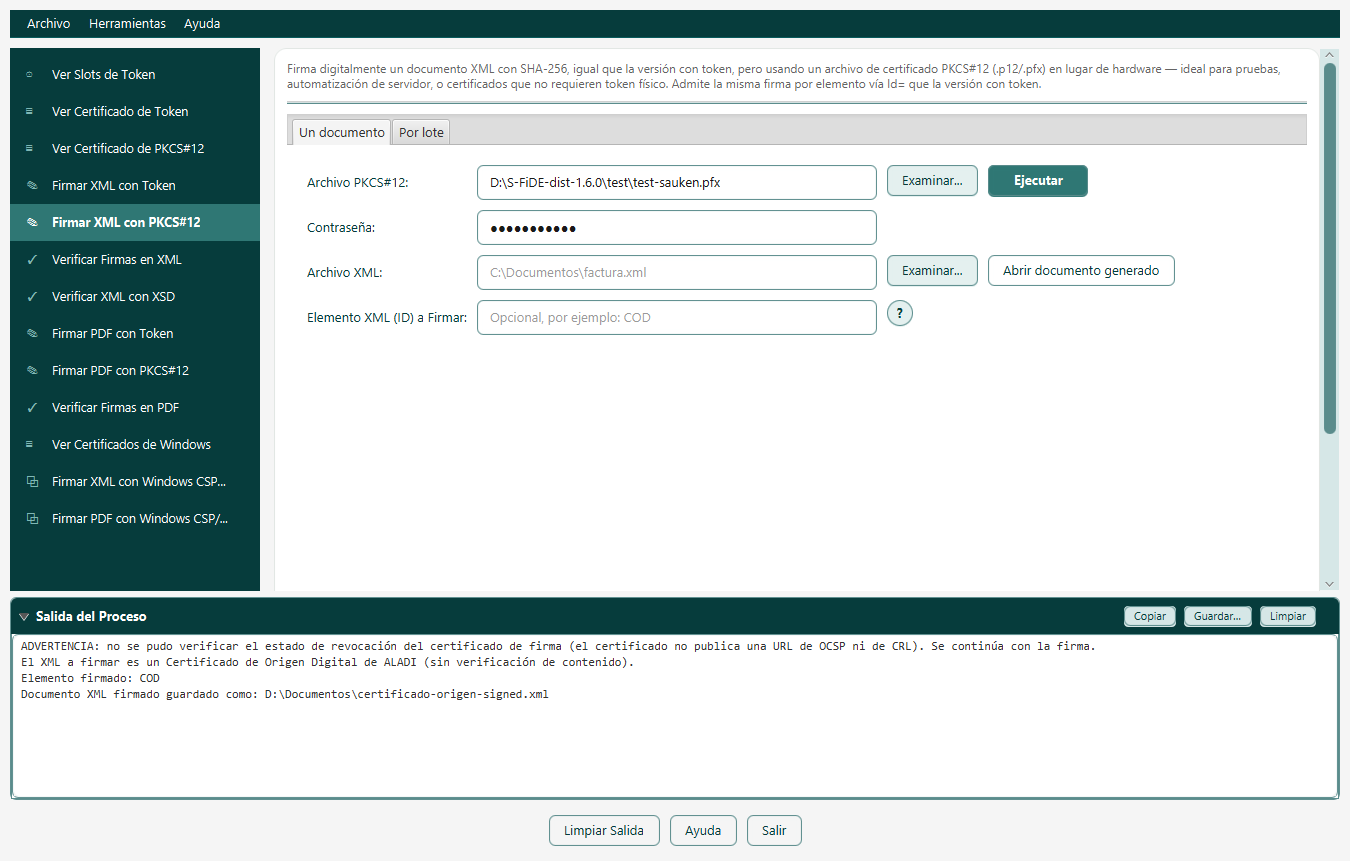 Archivo Herramientas Ayuda
Ver Slots de Token
Ver Certificado de Token
Ver Certificado de PKCS#12
Firmar XML con Token
Firmar XML con PKCS#12
Verificar Firmas en XML
Verificar XML con XSD
Firmar PDF con Token
Firmar PDF con PKCS#12
Verificar Firmas en PDF
Ver Certificados de Windows
Firmar XML con Windows CSP...
Firmar PDF con Windows CSP/...
Firma digitalmente un documento XML con SHA-256, igual que la versión con token, pero usando un archivo de certificado PKCS#12 (.p12/.pfx) en lugar de hardware — ideal para pruebas,
automatización de servidor, o certificados que no requieren token físico. Admite la misma firma por elemento vía Id= que la versión con token.
Un documento Por lote
Archivo PKCS#12: D:\S-FiDE-dist-1.6.0\test\test-sauken.pfx Examinar... Ejecutar
Contraseña: ●●●●●●●●●●●
Archivo XML: C:\Documentos\factura.xml Examinar... Abrir documento generado
Elemento XML (ID) a Firmar: Opcional, por ejemplo: COD ?
Salida del Proceso Copiar Guardar... Limpiar
ADVERTENCIA: no se pudo verificar el estado de revocación del certificado de firma (el certificado no publica una URL de OCSP ni de CRL). Se continúa con la firma.
El XML a firmar es un Certificado de Origen Digital de ALADI (sin verificación de contenido).
Elemento firmado: COD
Documento XML firmado guardado como: D:\Documentos\certificado-origen-signed.xml
Limpiar Salida Ayuda Salir